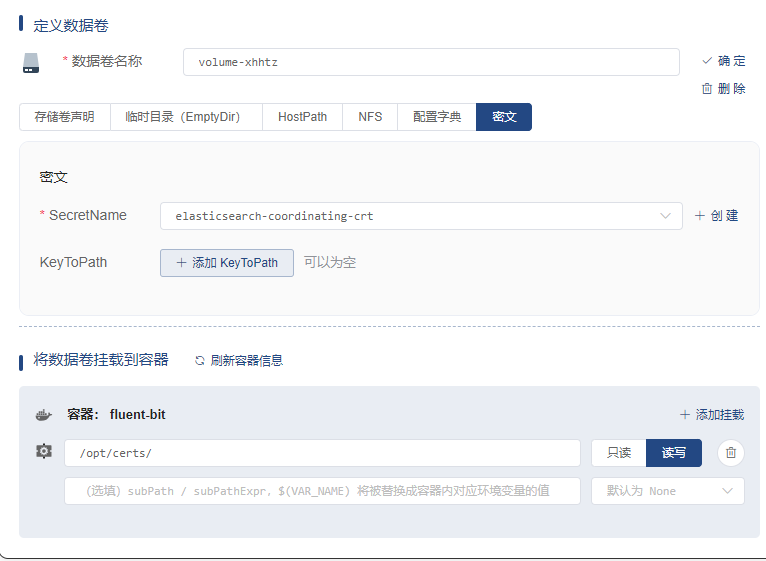 定义数据卷
* 数据卷名称 volume-xhhtz 确 定
删 除
存储卷声明 临时目录（EmptyDir） HostPath NFS 配置字典 密文
密文
* SecretName elasticsearch-coordinating-crt 创 建
KeyToPath 添加 KeyToPath 可以为空
将数据卷挂载到容器 刷新容器信息
容器： fluent-bit 添加挂载
/opt/certs/ 只读 读写
（选填）subPath / subPathExpr，$(VAR_NAME) 将被替换成容器内对应环境变量的值 默认为 None